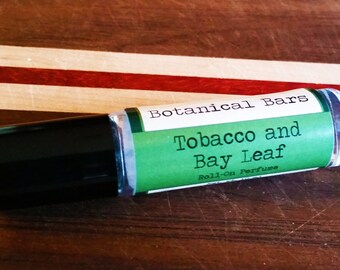 Botanical Bars
Tobacco and
Bay Leaf
Roll-On Perfume